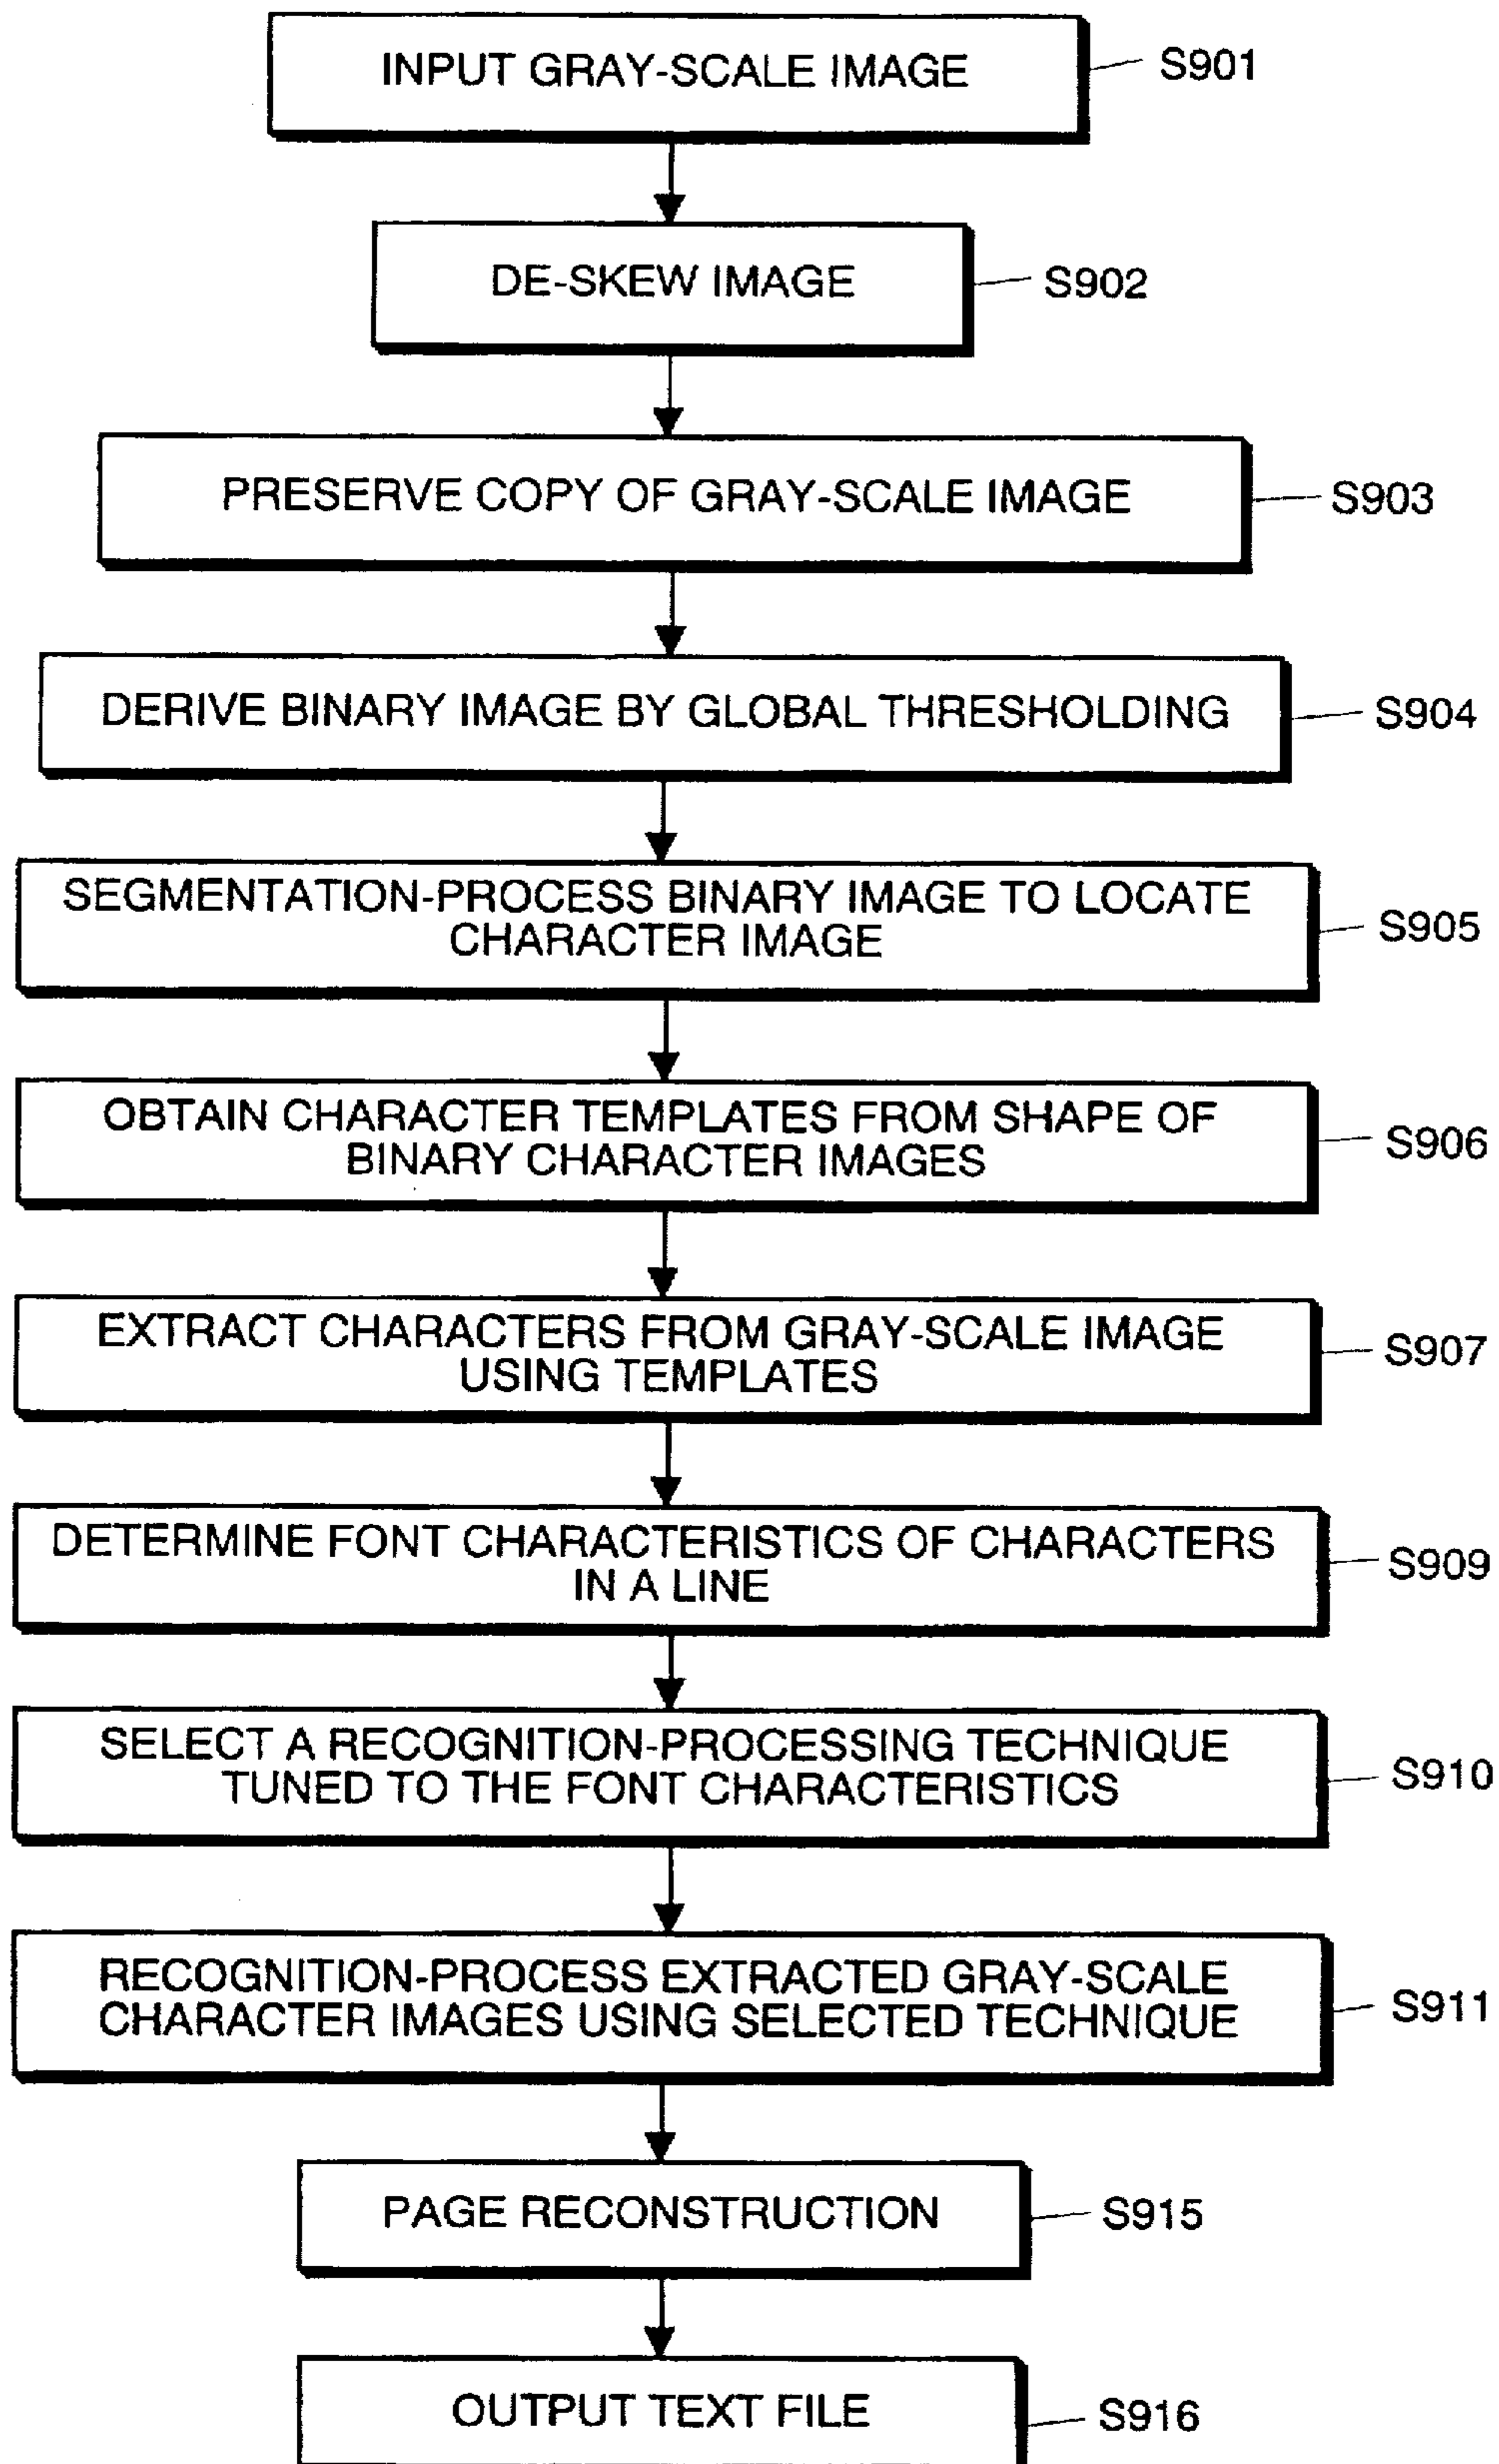 INPUT GRAY-SCALE IMAGE
S901
DE-SKEW IMAGE
S902
PRESERVE COPY OF GRAY-SCALE IMAGE
S903
DERIVE BINARY IMAGE BY GLOBAL THRESHOLDING
S904
SEGMENTATION-PROCESS BINARY IMAGE TO LOCATE
CHARACTER IMAGE
S905
OBTAIN CHARACTER TEMPLATES FROM SHAPE OF
BINARY CHARACTER IMAGES
S906
EXTRACT CHARACTERS FROM GRAY-SCALE IMAGE
USING TEMPLATES
S907
DETERMINE FONT CHARACTERISTICS OF CHARACTERS
IN A LINE
S909
SELECT A RECOGNITION-PROCESSING TECHNIQUE
TUNED TO THE FONT CHARACTERISTICS
S910
RECOGNITION-PROCESS EXTRACTED GRAY-SCALE
CHARACTER IMAGES USING SELECTED TECHNIQUE
S911
PAGE RECONSTRUCTION
S915
OUTPUT TEXT FILE
S916